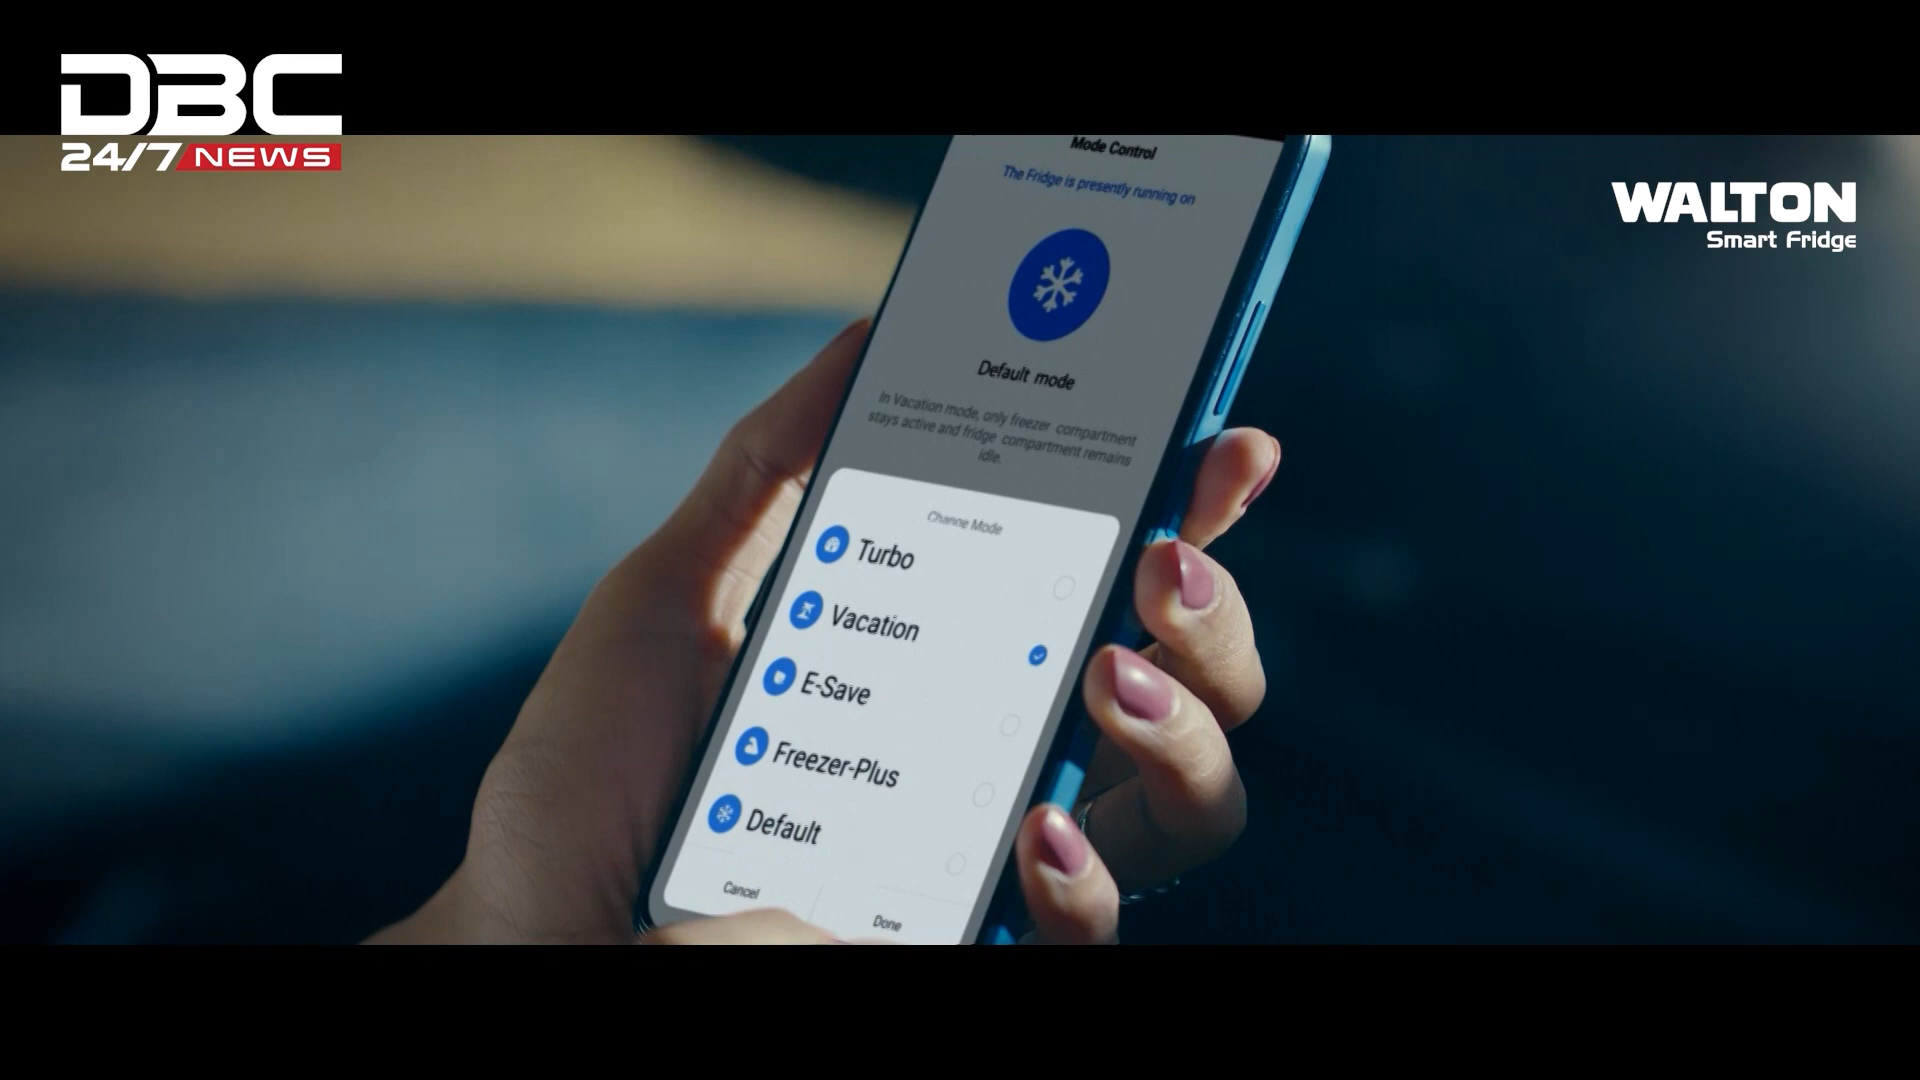 DBC
24/7 NEWS
WALTON
Smart Fridge
Mode Control
The Fridge is presently running on
Default mode
In Vacation mode, only freezer compartment
stays active and fridge compartment remains
idle.
Channe Mode
Turbo
Vacation
E-Save
Freezer-Plus
Default
Cancel
Done